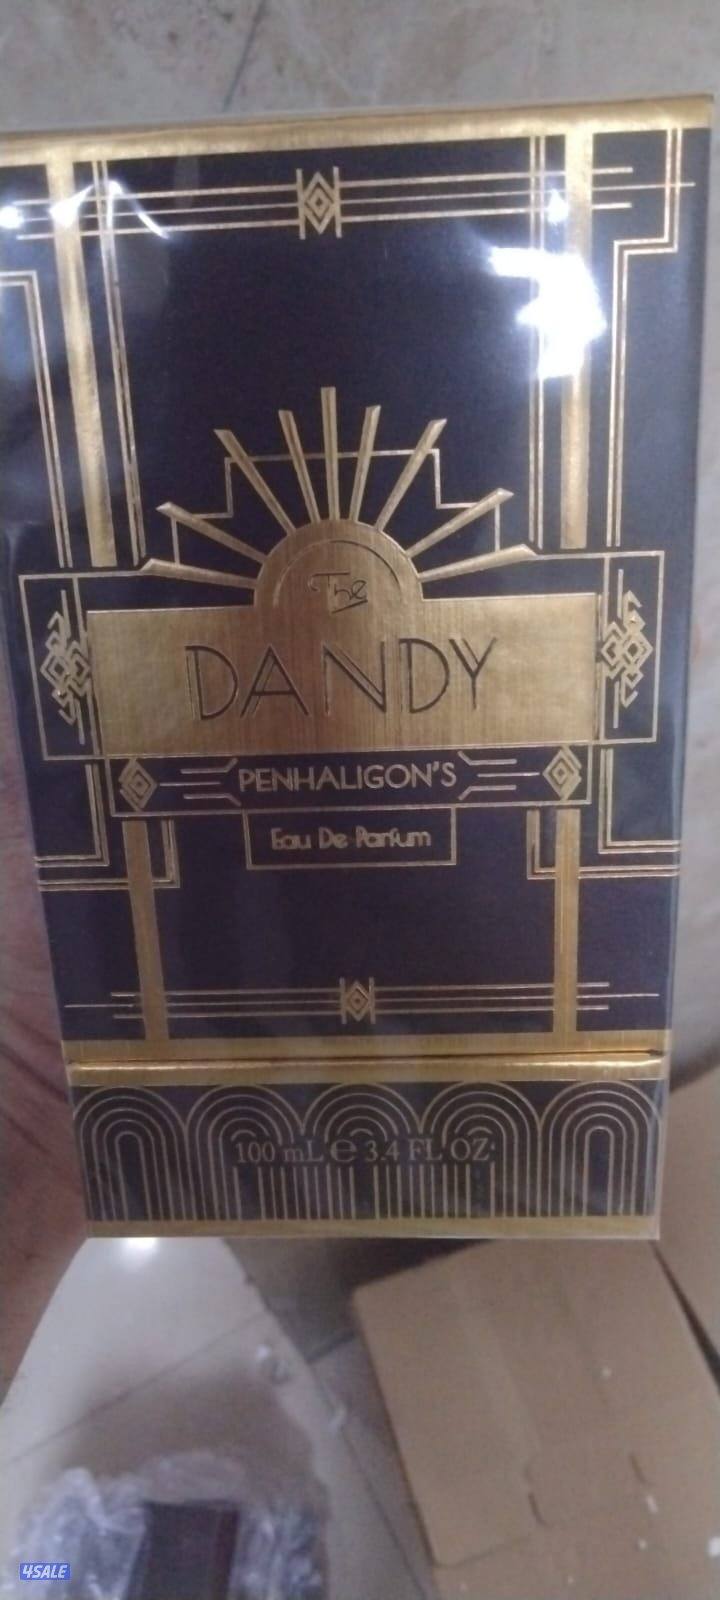 The
DANDY
PENHALIGON'S
Eau De Parfum
100 mL ℮ 3.4 FL OZ
4SALE